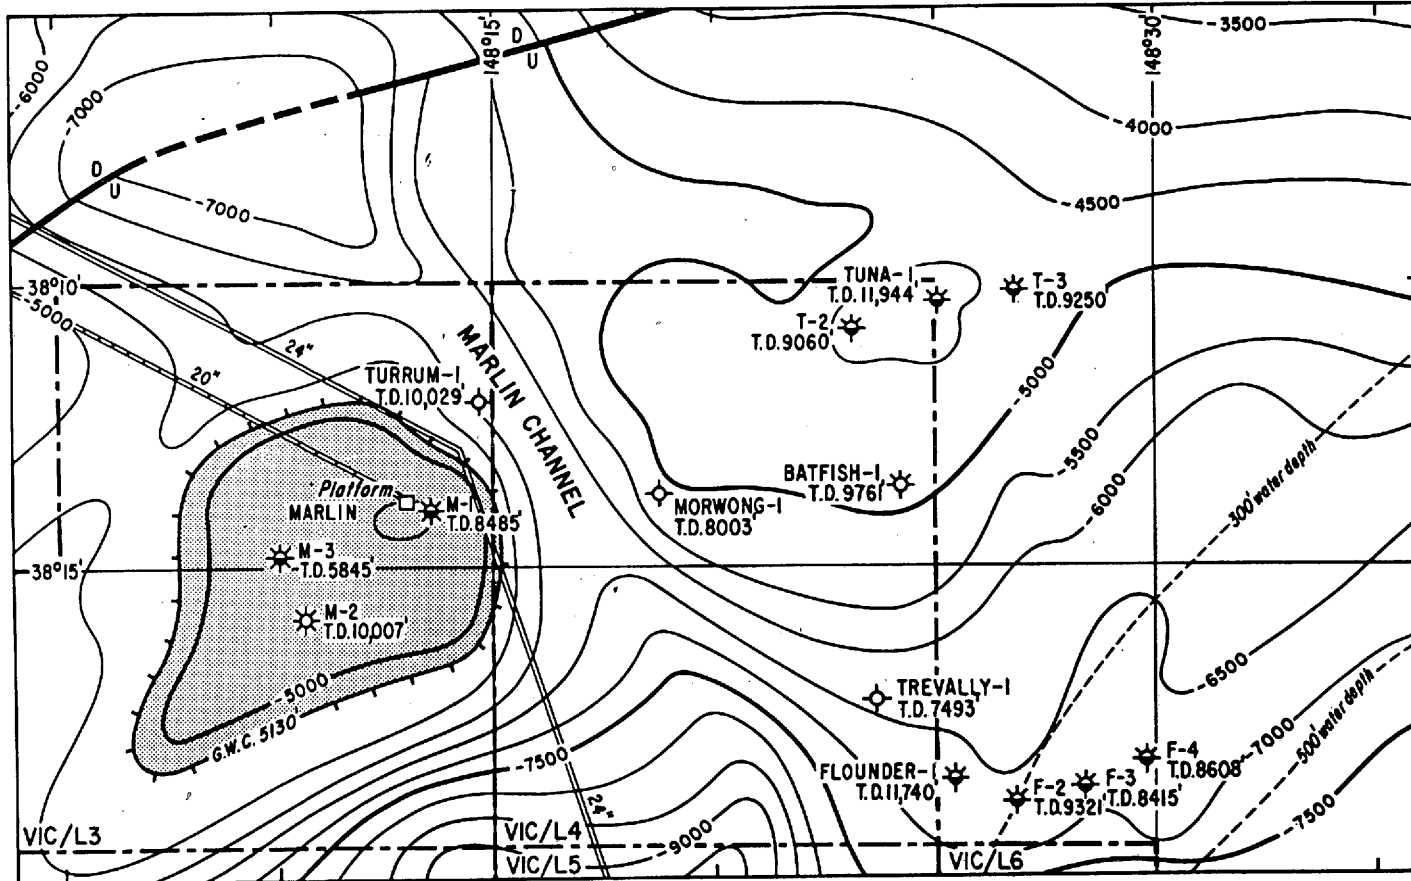 -3500
148°15'
148°30'
D
U
-6000
-7000
-4000
D
U
-7000
-4500
38°10'
-5000
TUNA-1
T.D. 11,944'
T-3
T.D.9250'
T-2
T.D.9060'
24"
20"
MARLIN CHANNEL
TURRUM-1
T.D.10,029'
-5000
-5500
-6000
300' water depth
BATFISH-1
T.D.9761'
Platform
MARLIN
M-1
T.D.8485'
MORWONG-1
T.D.8003'
M-3
T.D.5845'
38°15'
M-2
T.D.10,007'
-5000
G.W.C. 5130'
-6500
TREVALLY-1
T.D.7493'
-7000
500' water depth
-7500
FLOUNDER-1
T.D.11,740'
F-4
T.D.8608'
F-3
T.D.8415'
F-2
T.D.9321'
-7500
24"
-9000
VIC/L3
VIC/L4
VIC/L5
VIC/L6